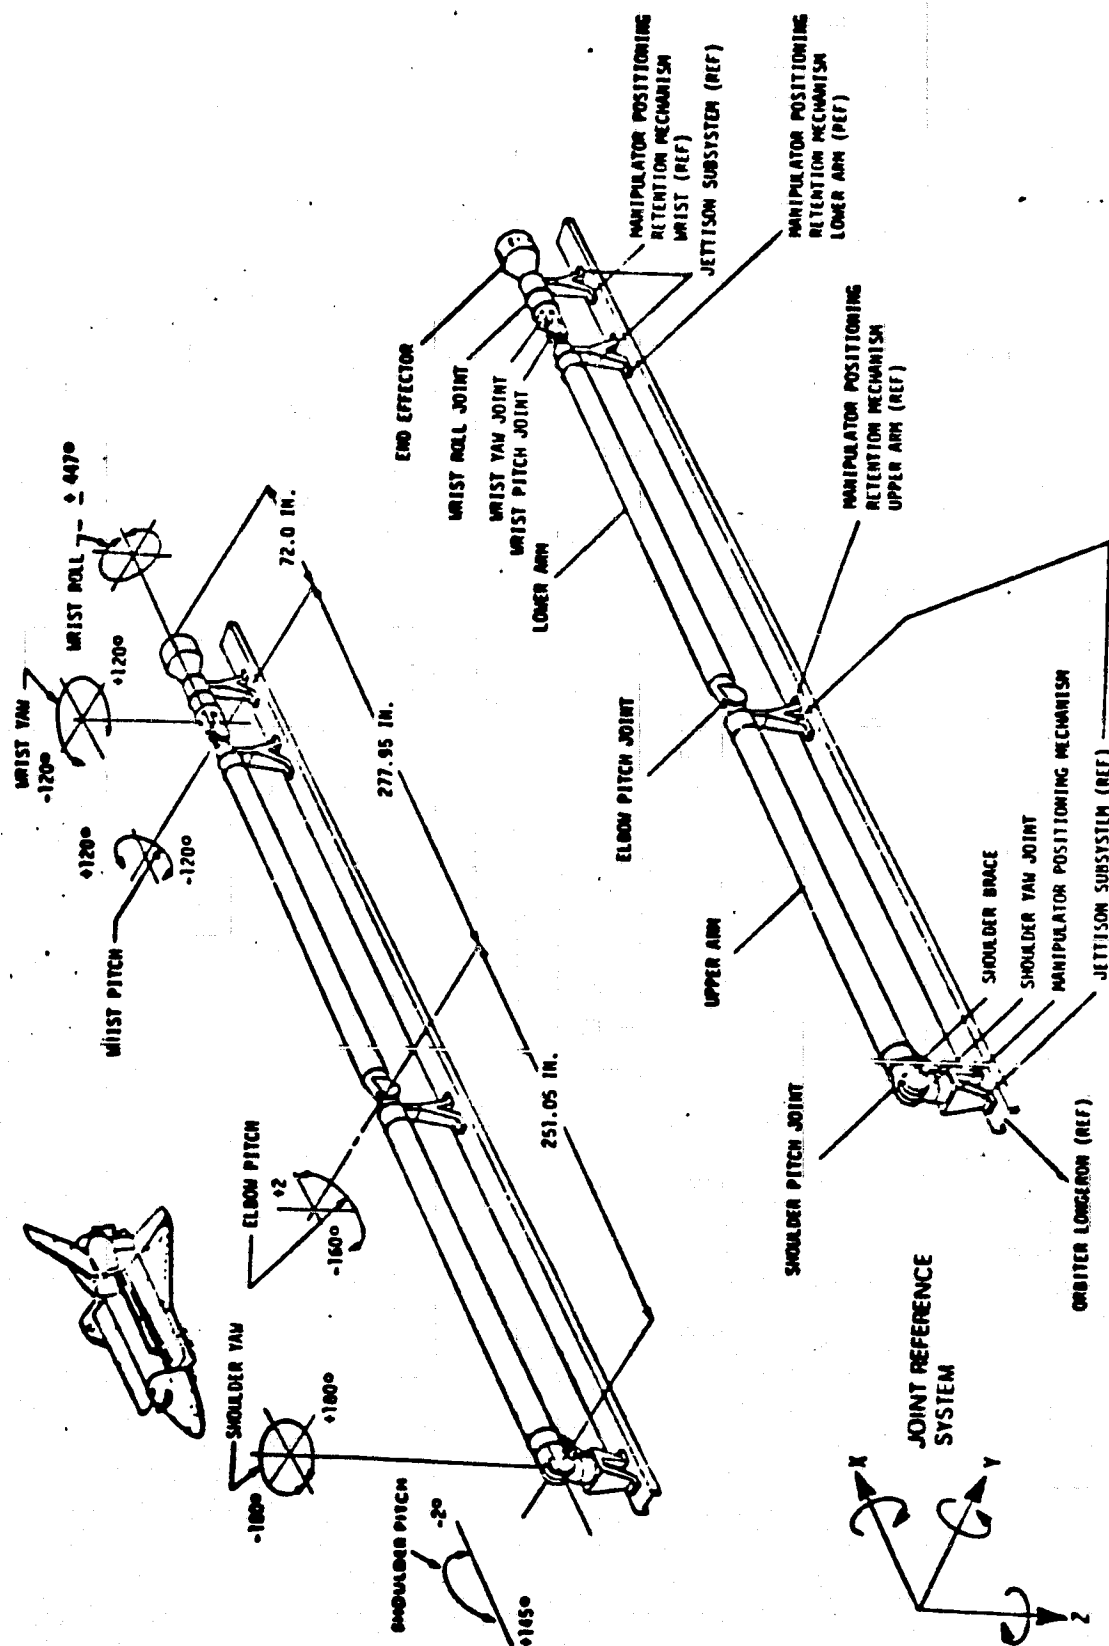 WRIST YAW
-120°
+120°
WRIST ROLL
± 447°
+120°
-120°
WRIST PITCH
72.0 IN.
277.95 IN.
ELBOW PITCH
+2
-160°
SHOULDER YAW
-180°
+180°
251.05 IN.
SHOULDER PITCH
-2°
+145°
END EFFECTOR
WRIST ROLL JOINT
WRIST YAW JOINT
WRIST PITCH JOINT
LOWER ARM
MANIPULATOR POSITIONING
RETENTION MECHANISM
WRIST (REF)
JETTISON SUBSYSTEM (REF)
MANIPULATOR POSITIONING
RETENTION MECHANISM
LOWER ARM (REF)
MANIPULATOR POSITIONING
RETENTION MECHANISM
UPPER ARM (REF)
ELBOW PITCH JOINT
UPPER ARM
SHOULDER PITCH JOINT
SHOULDER BRACE
SHOULDER YAW JOINT
MANIPULATOR POSITIONING MECHANISM
JETTISON SUBSYSTEM (REF)
ORBITER LONGERON (REF)
JOINT REFERENCE
SYSTEM
X
Y
Z